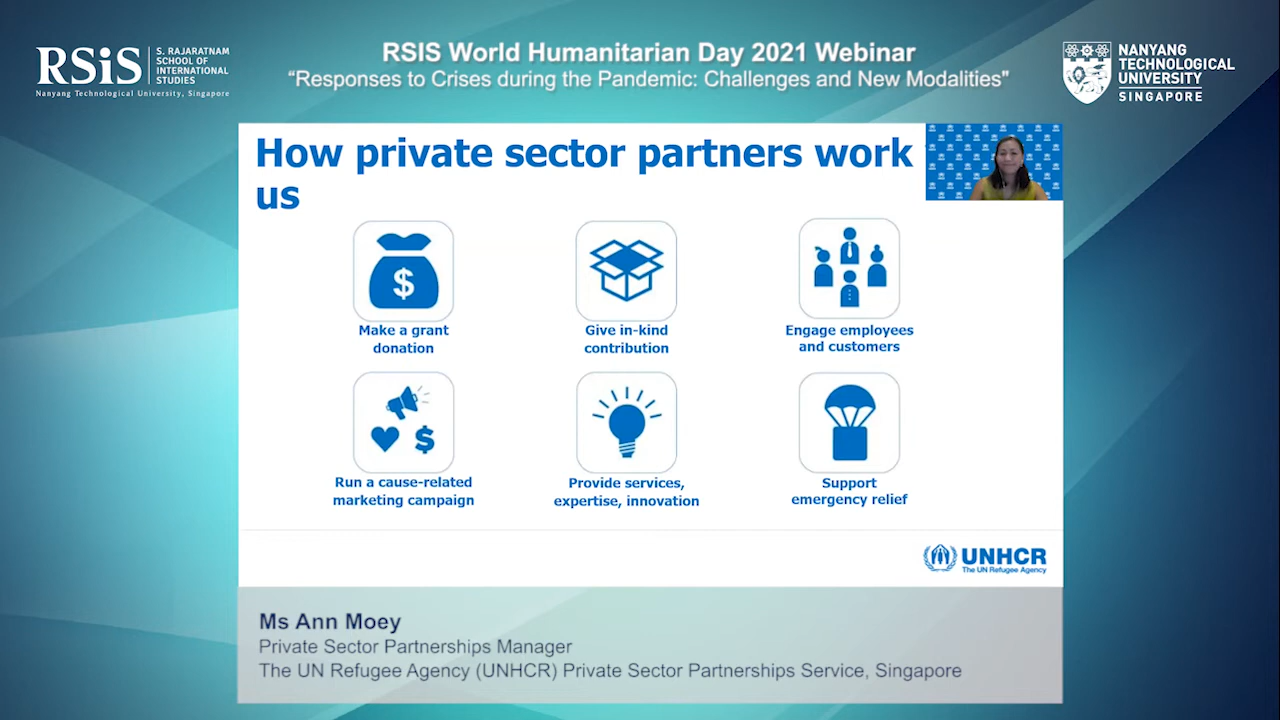 RSiS
S. RAJARATNAM
SCHOOL OF
INTERNATIONAL
STUDIES
Nanyang Technological University, Singapore
RSIS World Humanitarian Day 2021 Webinar
“Responses to Crises during the Pandemic: Challenges and New Modalities"
NANYANG
TECHNOLOGICAL
UNIVERSITY
SINGAPORE
How private sector partners work
us
$
Make a grant
donation
Give in-kind
contribution
Engage employees
and customers
$
Run a cause-related
marketing campaign
Provide services,
expertise, innovation
Support
emergency relief
UNHCR
The UN Refugee Agency
Ms Ann Moey
Private Sector Partnerships Manager
The UN Refugee Agency (UNHCR) Private Sector Partnerships Service, Singapore